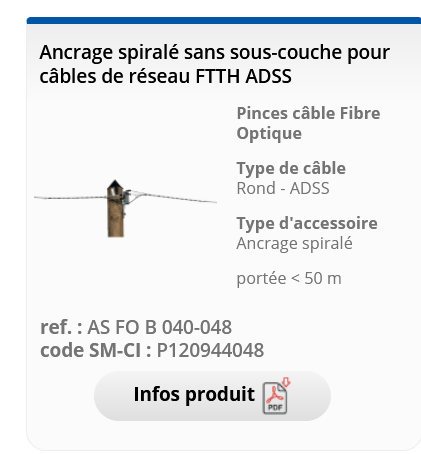 Ancrage spiralé sans sous-couche pour
câbles de réseau FTTH ADSS
Pinces câble Fibre
Optique
Type de câble
Rond - ADSS
Type d'accessoire
Ancrage spiralé
portée < 50 m
ref. : AS FO B 040-048
code SM-CI : P120944048
Infos produit
PDF